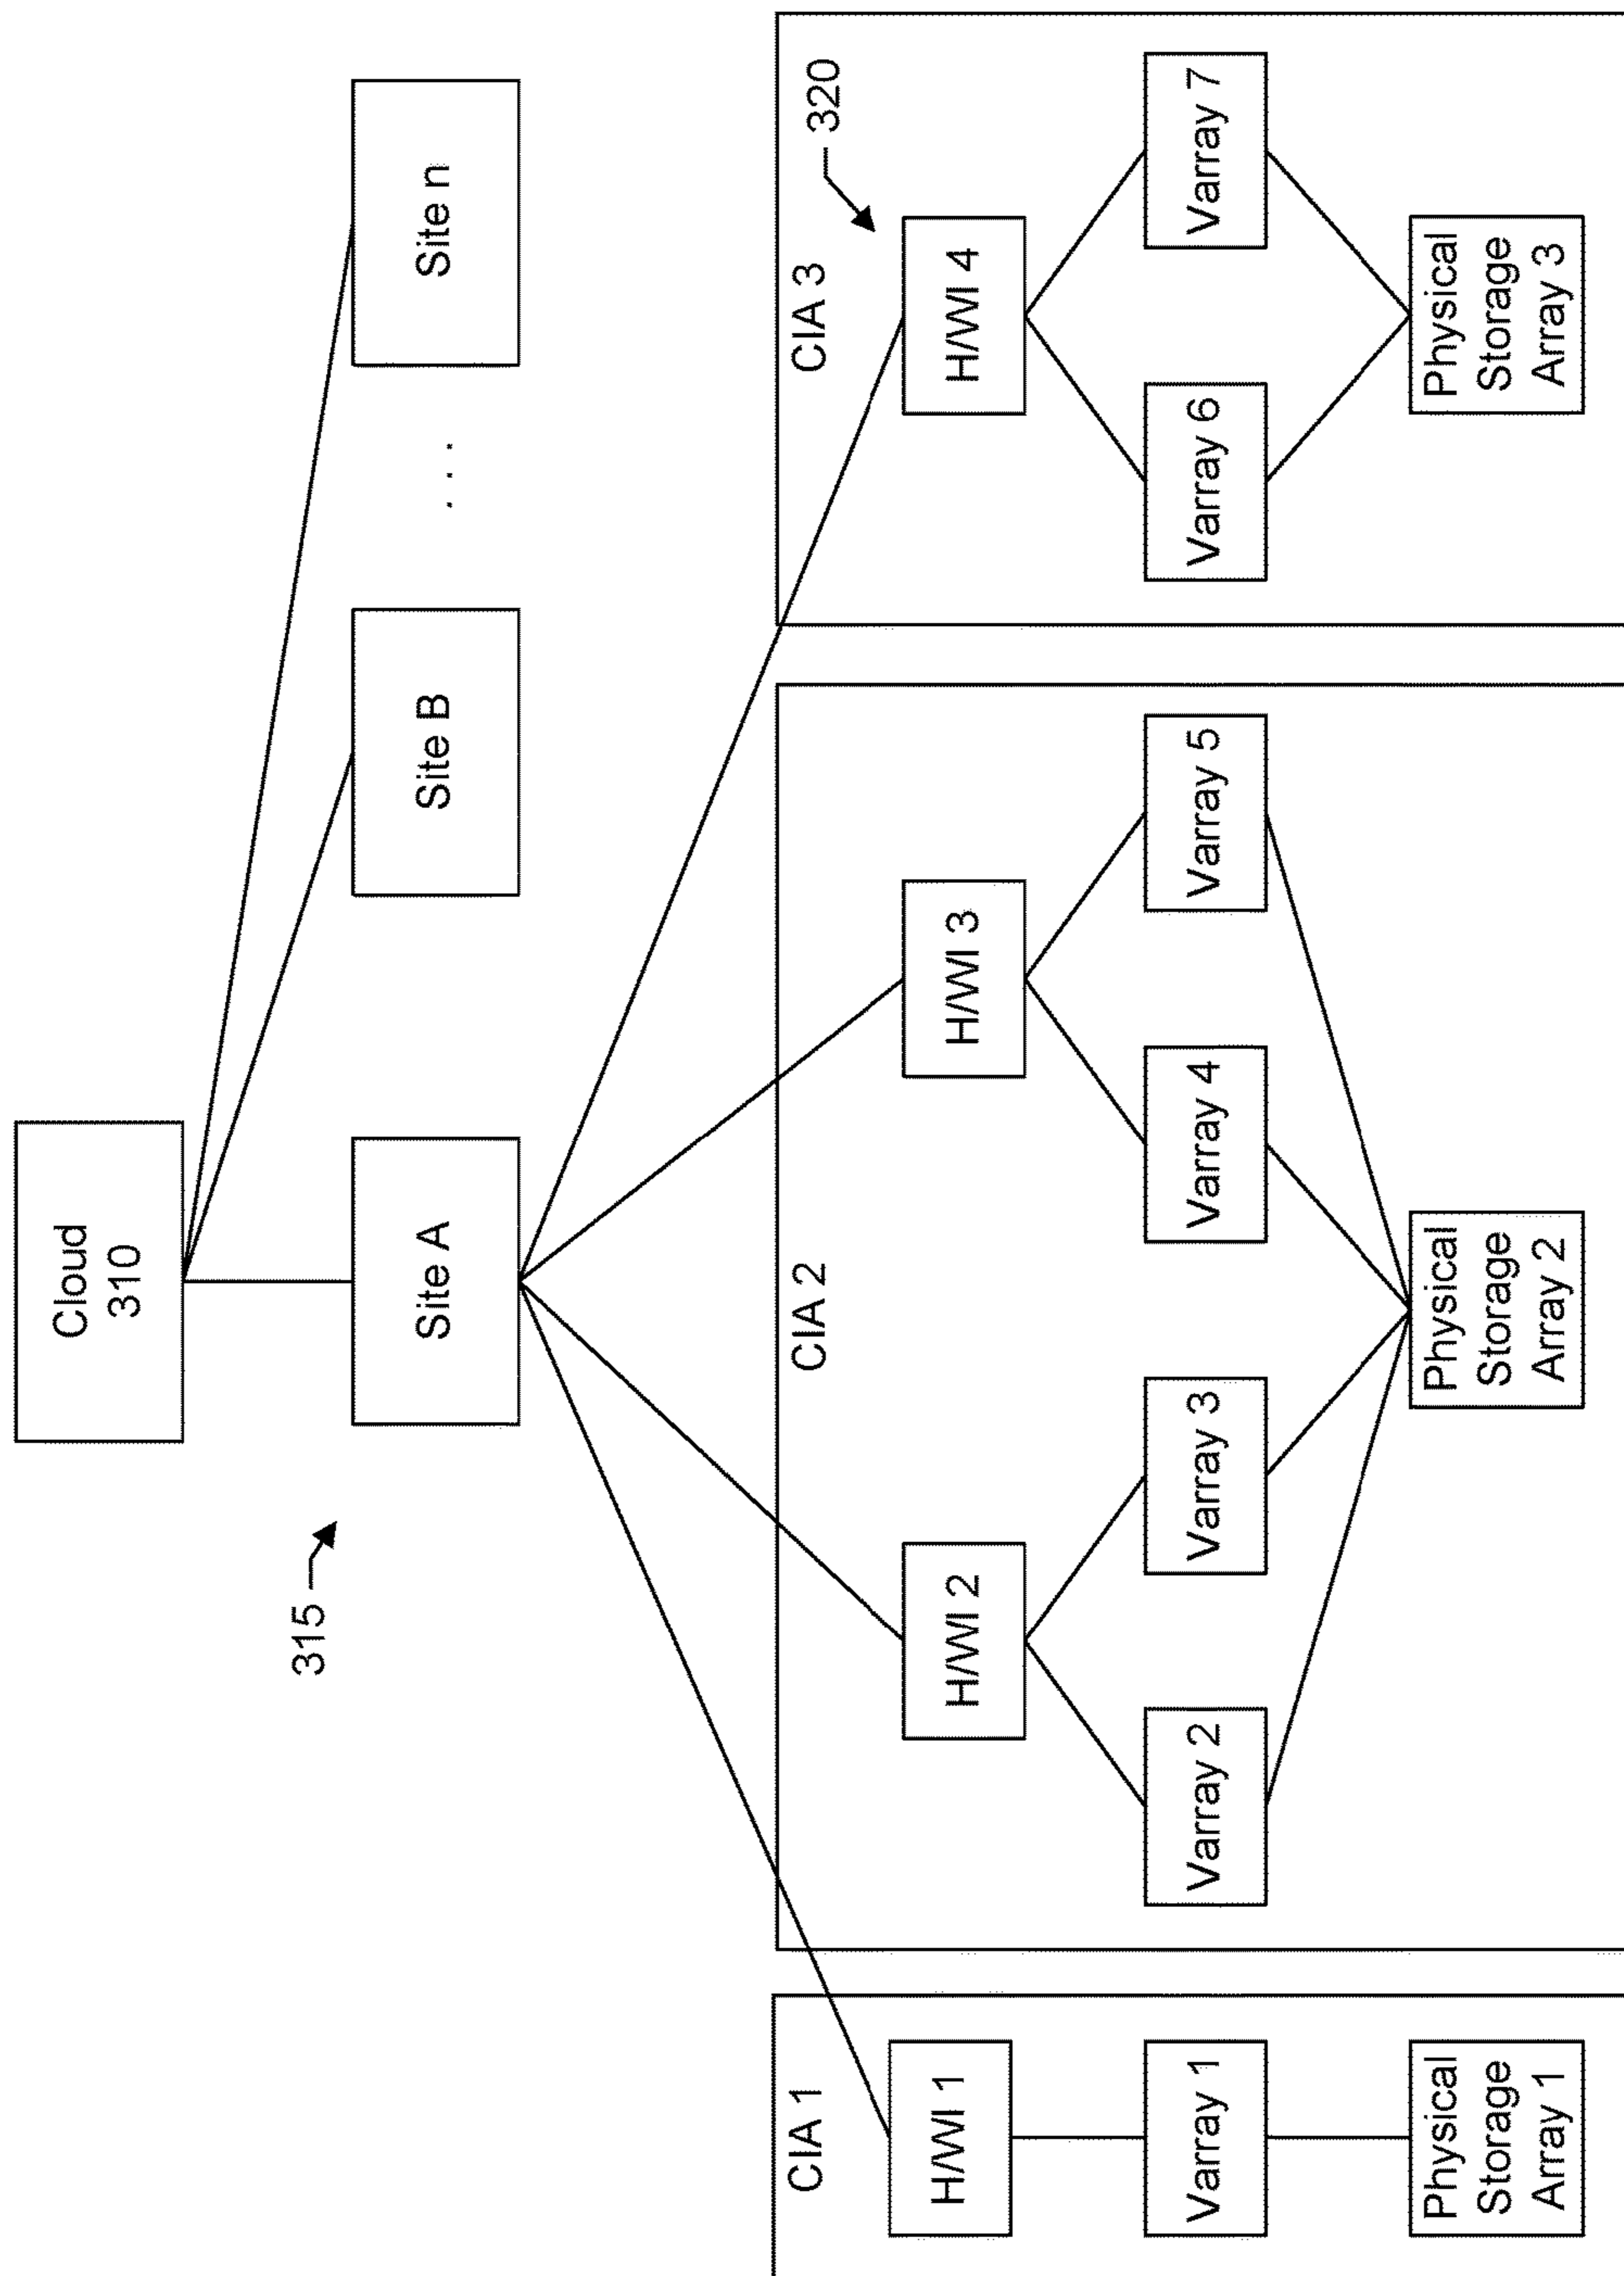 Cloud
310
315
Site A
Site B
. . .
Site n
CIA 1
CIA 2
CIA 3
320
H/WI 1
H/WI 2
H/WI 3
H/WI 4
Varray 1
Varray 2
Varray 3
Varray 4
Varray 5
Varray 6
Varray 7
Physical
Storage
Array 1
Physical
Storage
Array 2
Physical
Storage
Array 3